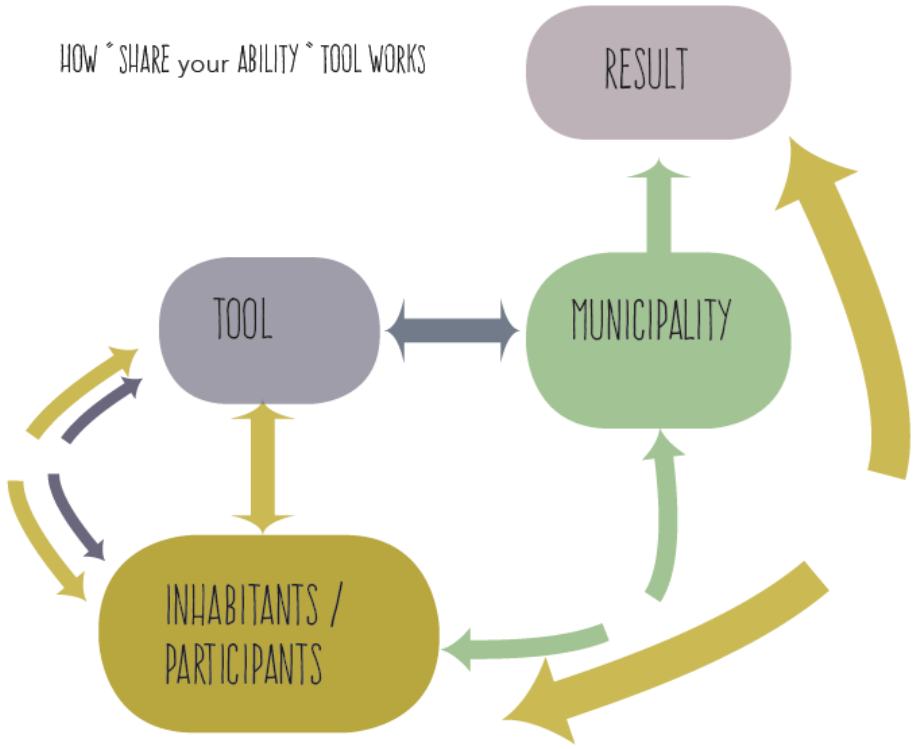 HOW "SHARE your ABILITY" TOOL WORKS
RESULT
TOOL
MUNICIPALITY
INHABITANTS /
PARTICIPANTS